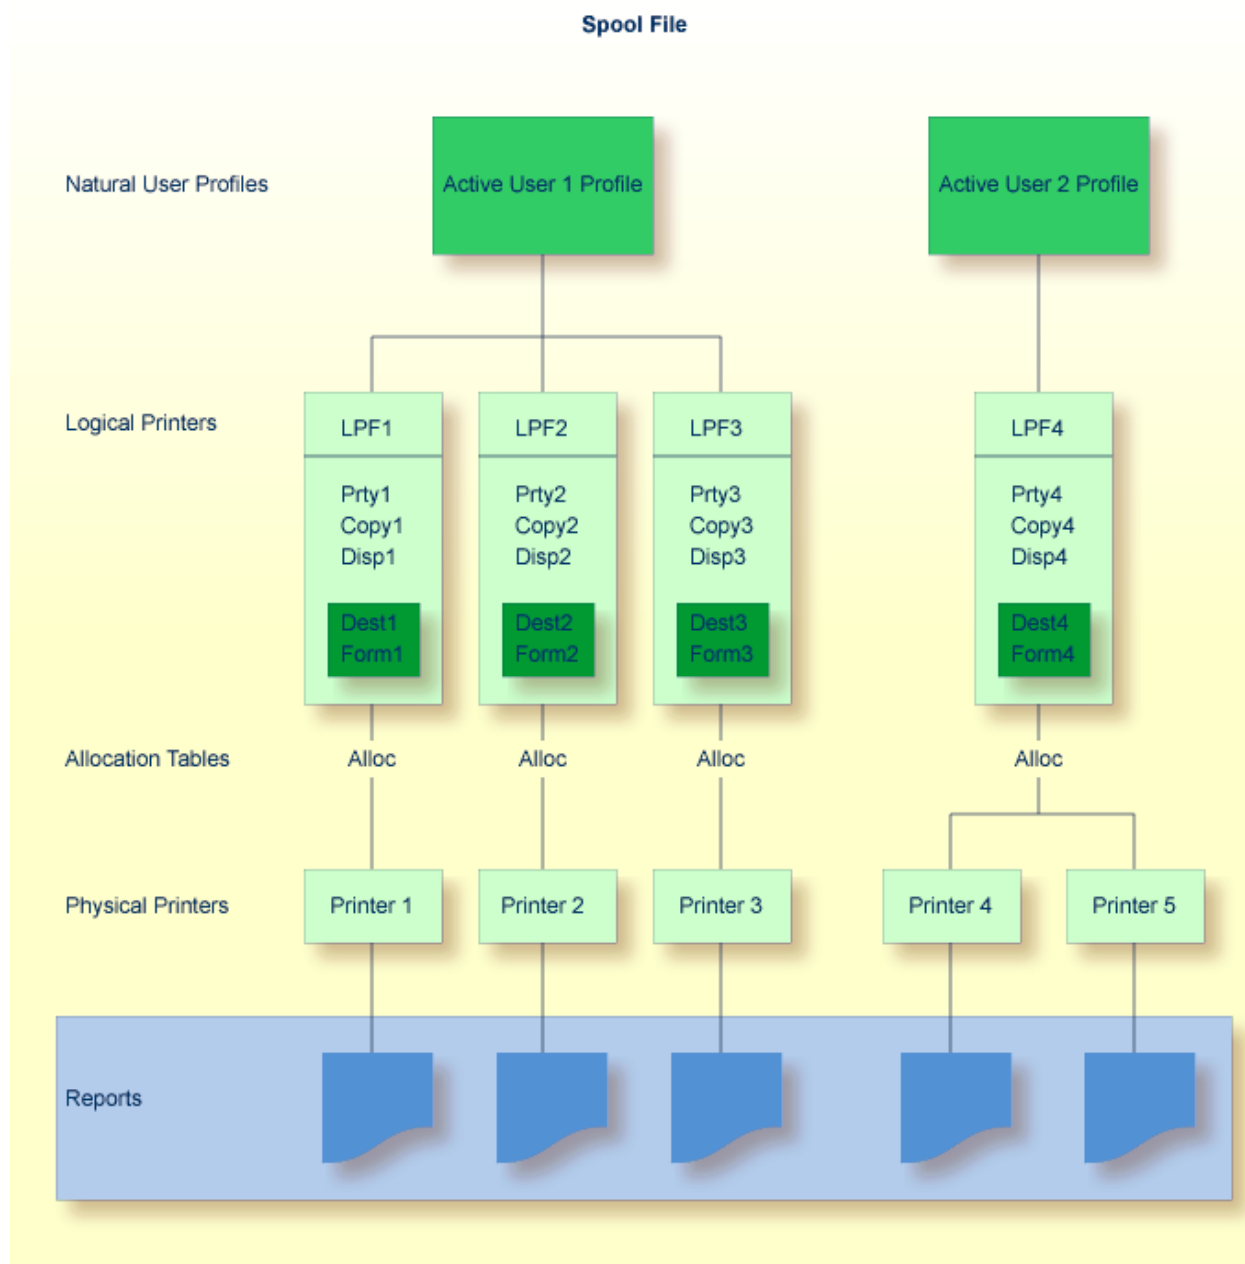 Spool File
Natural User Profiles
Active User 1 Profile
Active User 2 Profile
Logical Printers
LPF1
LPF2
LPF3
LPF4
Prty1
Copy1
Disp1
Dest1
Form1
Prty2
Copy2
Disp2
Dest2
Form2
Prty3
Copy3
Disp3
Dest3
Form3
Prty4
Copy4
Disp4
Dest4
Form4
Allocation Tables
Alloc
Alloc
Alloc
Alloc
Physical Printers
Printer 1
Printer 2
Printer 3
Printer 4
Printer 5
Reports